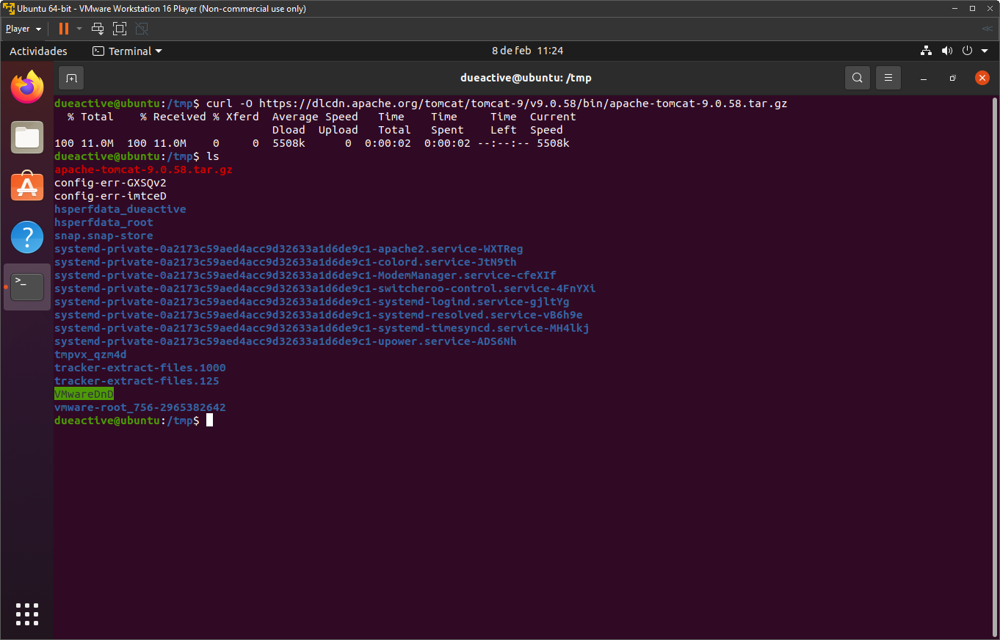 Ubuntu 64-bit - VMware Workstation 16 Player (Non-commercial use only)
Player
Actividades
Terminal
8 de feb 11:24
dueactive@ubuntu: /tmp
dueactive@ubuntu:/tmp$ curl -O https://dlcdn.apache.org/tomcat/tomcat-9/v9.0.58/bin/apache-tomcat-9.0.58.tar.gz
  % Total    % Received % Xferd  Average Speed   Time    Time     Time  Current
                                 Dload  Upload   Total   Spent    Left  Speed
100 11.0M  100 11.0M    0     0  5508k      0  0:00:02  0:00:02 --:--:-- 5508k
dueactive@ubuntu:/tmp$ ls
apache-tomcat-9.0.58.tar.gz
config-err-GXSQv2
config-err-imtceD
hsperfdata_dueactive
hsperfdata_root
snap.snap-store
systemd-private-0a2173c59aed4acc9d32633a1d6de9c1-apache2.service-WXTReg
systemd-private-0a2173c59aed4acc9d32633a1d6de9c1-colord.service-JtN9th
systemd-private-0a2173c59aed4acc9d32633a1d6de9c1-ModemManager.service-cfeXIf
systemd-private-0a2173c59aed4acc9d32633a1d6de9c1-switcheroo-control.service-4FnYXi
systemd-private-0a2173c59aed4acc9d32633a1d6de9c1-systemd-logind.service-gjltYg
systemd-private-0a2173c59aed4acc9d32633a1d6de9c1-systemd-resolved.service-vB6h9e
systemd-private-0a2173c59aed4acc9d32633a1d6de9c1-systemd-timesyncd.service-MH4lkj
systemd-private-0a2173c59aed4acc9d32633a1d6de9c1-upower.service-ADS6Nh
tmpvx_qzm4d
tracker-extract-files.1000
tracker-extract-files.125
VMwareDnD
vmware-root_756-2965382642
dueactive@ubuntu:/tmp$